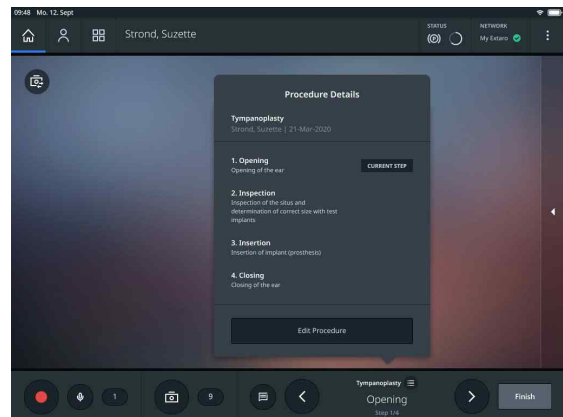 09:48 Mo. 12. Sept
Strond, Suzette
STATUS
(P)
NETWORK
My Extaro
Procedure Details
Tympanoplasty
Strond, Suzette | 21-Mar-2020
1. Opening
CURRENT STEP
Opening of the ear
2. Inspection
Inspection of the situs and
determination of correct size with test
implants
3. Insertion
Insertion of implant (prosthesis)
4. Closing
Closing of the ear
Edit Procedure
1
9
Tympanoplasty
Opening
Step 1/4
Finish